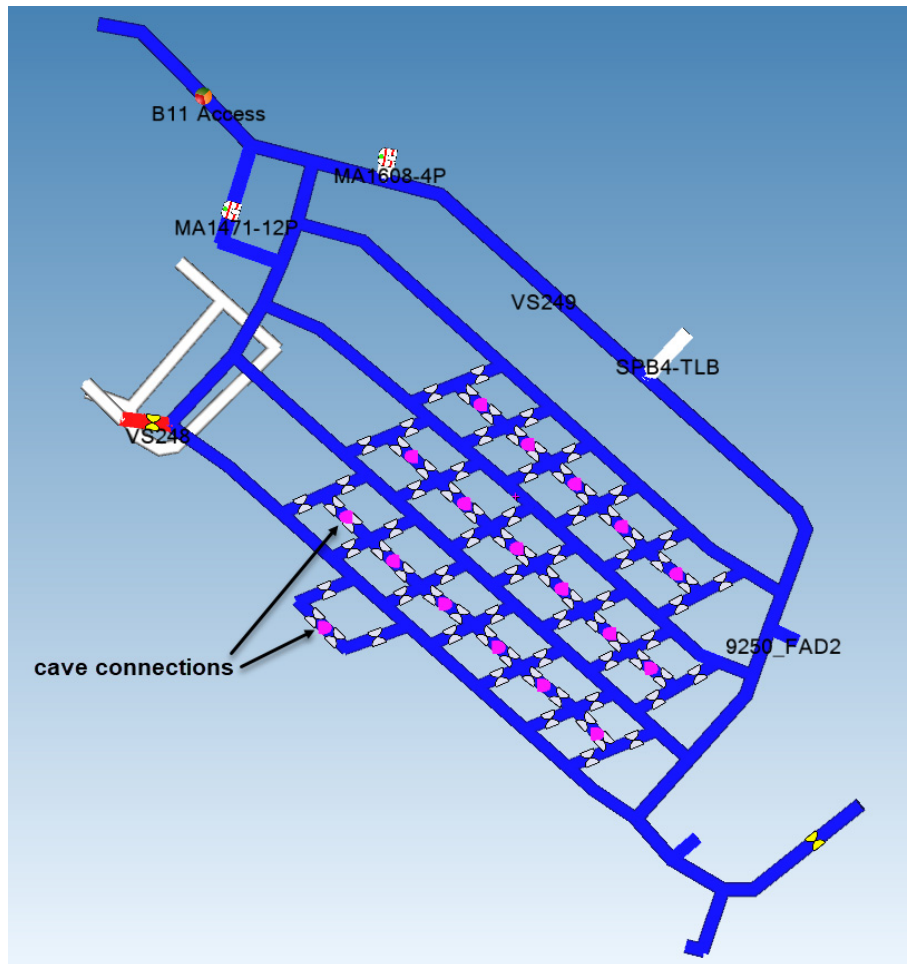 B11 Access
MA1608-4P
MA1471-12P
VS249
SPB4-TLB
VS248
9250_FAD2
cave connections